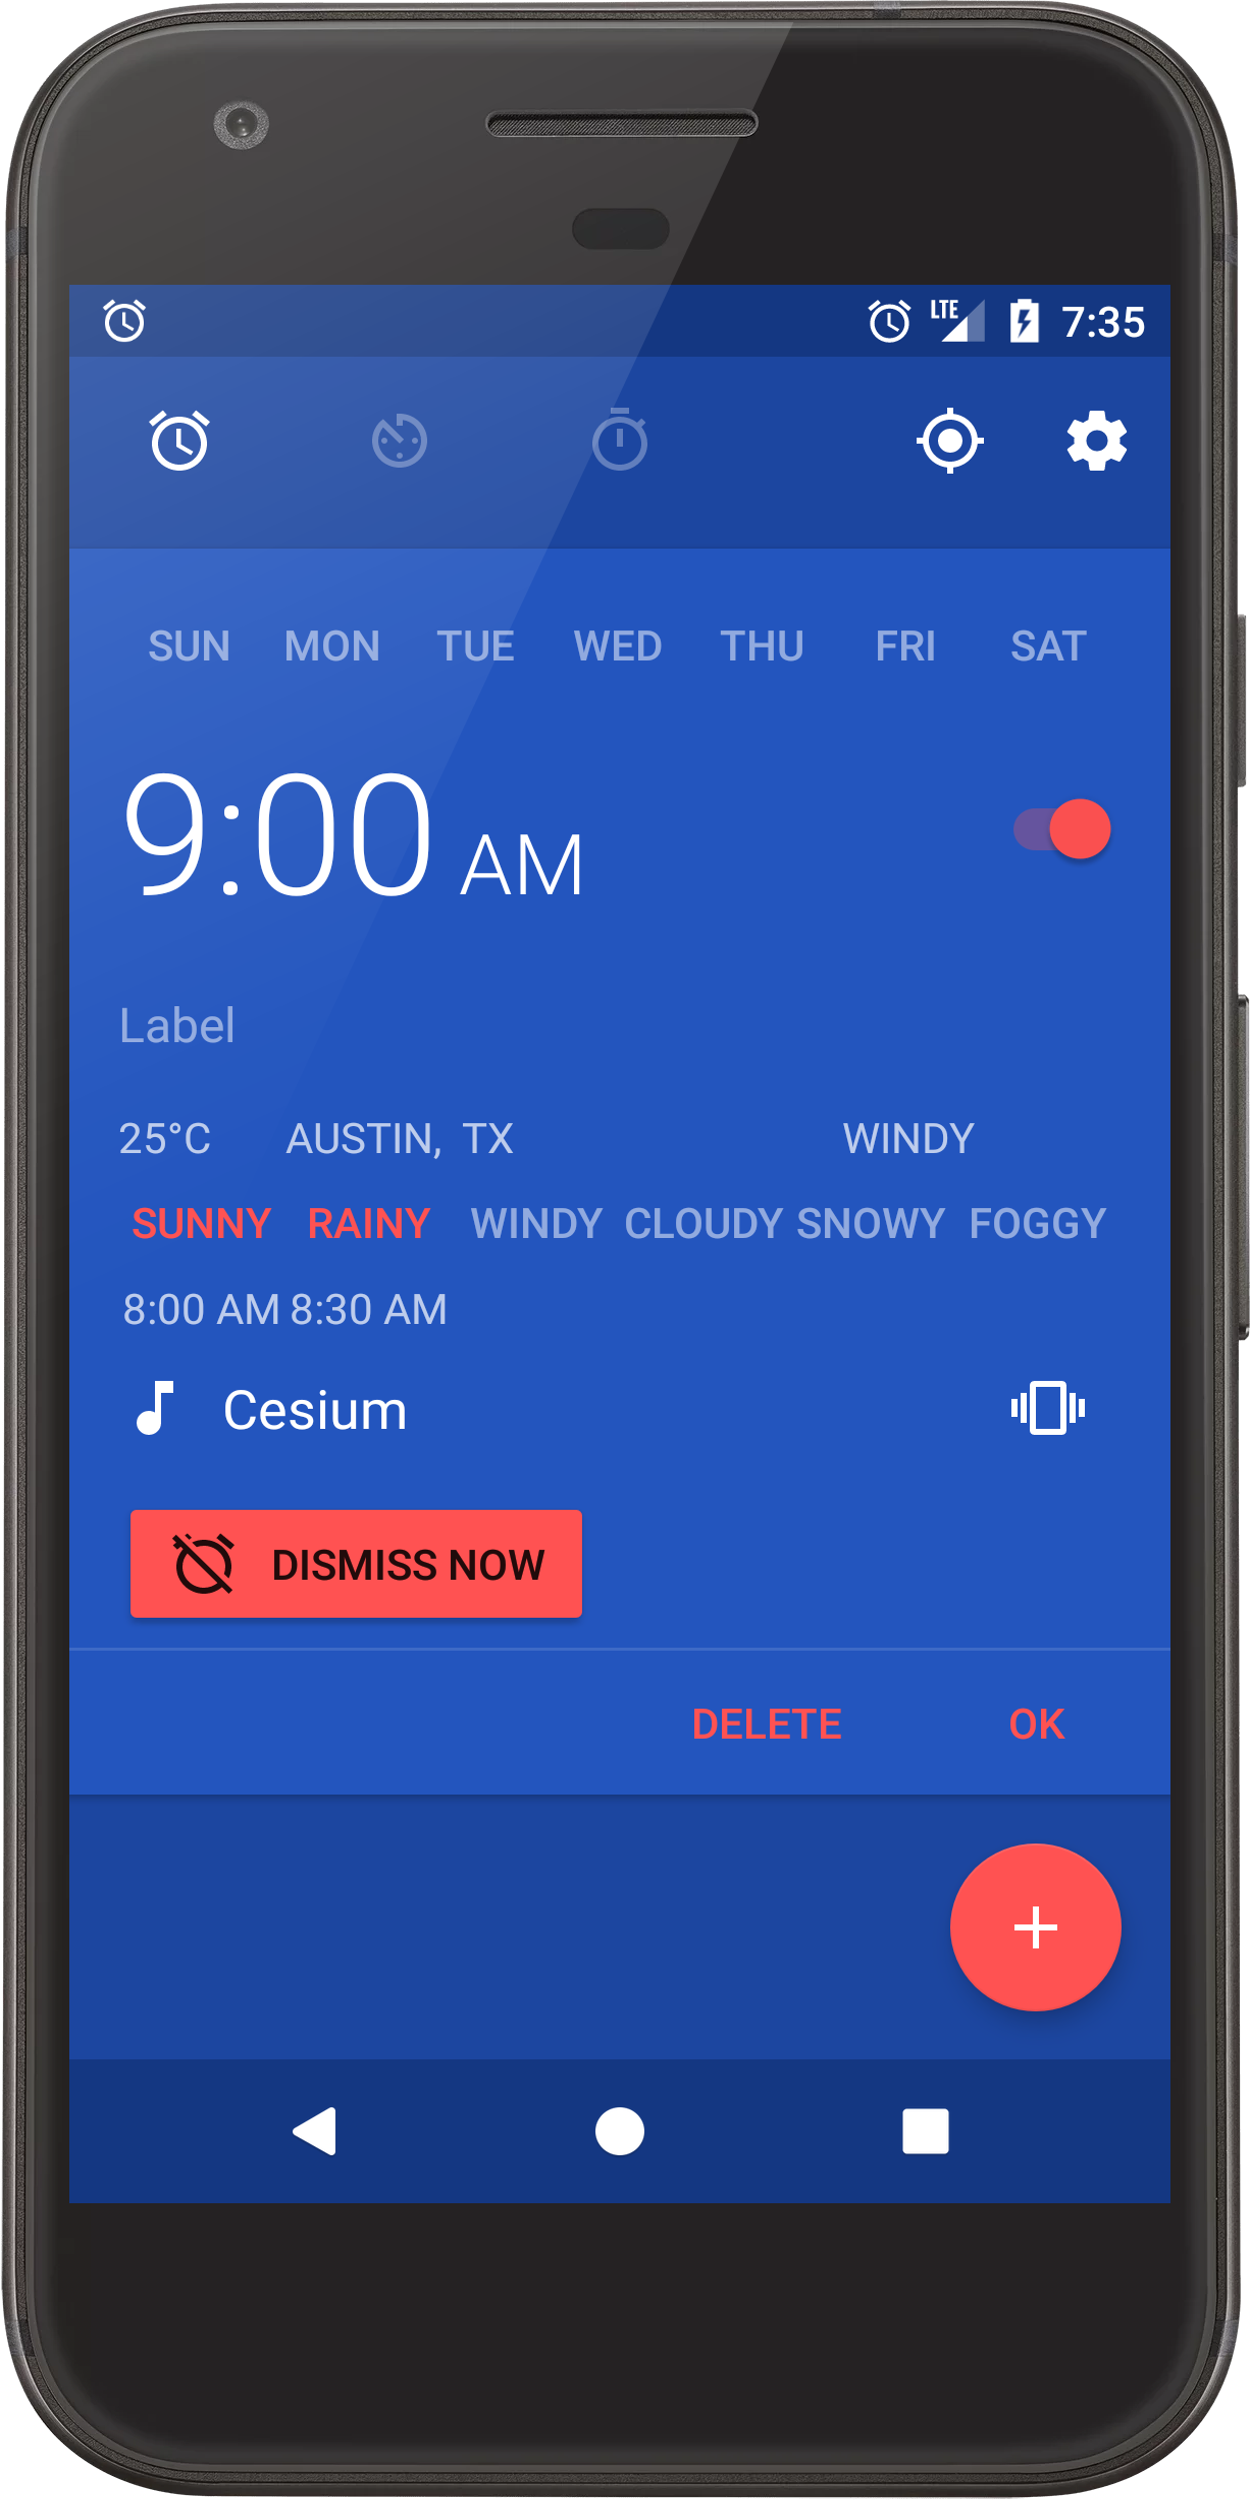 LTE 7:35
SUN MON TUE WED THU FRI SAT
9:00 AM
Label
25°C AUSTIN, TX WINDY
SUNNY RAINY WINDY CLOUDY SNOWY FOGGY
8:00 AM 8:30 AM
Cesium
DISMISS NOW
DELETE OK